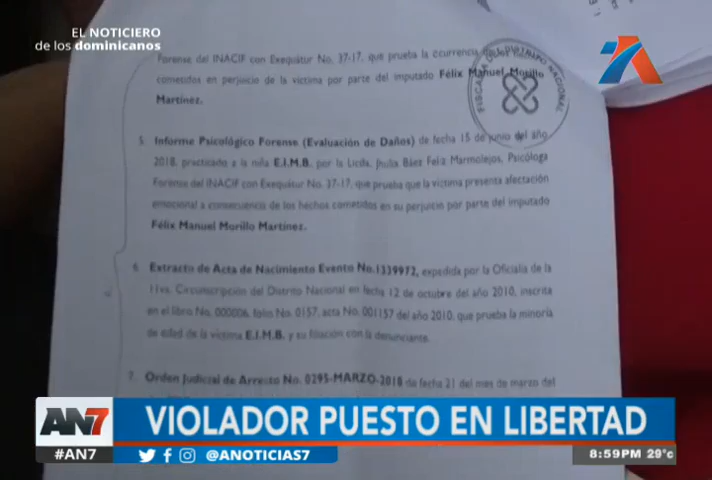 EL NOTICIERO
de los dominicanos
Forense del INACIF con Exequátur No. 37-17, que prueba la ocurrencia
cometidos en perjuicio de la víctima por parte del imputado Félix Manuel Morillo
Martínez.
FISCALÍA DEL DISTRITO NACIONAL
5. Informe Psicológico Forense (Evaluación de Daños) de fecha 15 de junio del año
2018, practicado a la niña E.I.M.B. por la Licda. Báez Feliz Marmolejos, Psicóloga
Forense del INACIF con Exequátur No. 37-17, que prueba que la víctima presenta afectación
emocional a consecuencia de los hechos cometidos en su perjuicio por parte del imputado
Félix Manuel Morillo Martínez.
6. Extracto de Acta de Nacimiento Evento No.1339972, expedida por la Oficialía de la
11va. Circunscripción del Distrito Nacional en fecha 12 de octubre del año 2010, inscrita
en el libro No. 000006, folio No. 0157, acta No. 001157 del año 2010, que prueba la minoría
de edad de la víctima E.I.M.B. y su filiación con la denunciante.
7. Orden Judicial de Arresto No. 0295-MARZO-2018 de fecha 21 del mes de marzo del
AN7
VIOLADOR PUESTO EN LIBERTAD
#AN7
@ANOTICIAS7
8:59PM 29°c